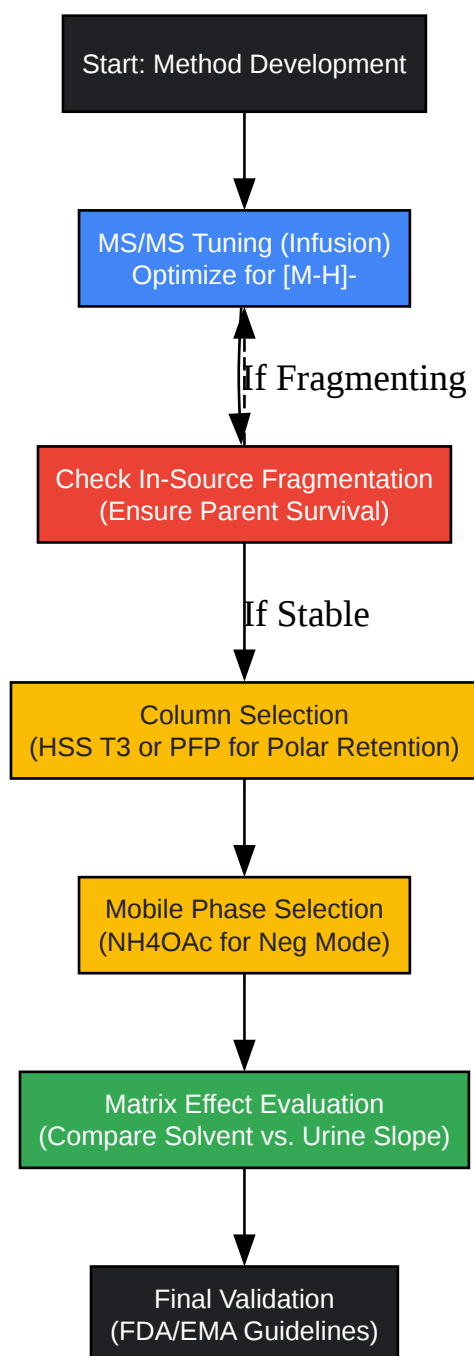 Start: Method Development
MS/MS Tuning (Infusion)
Optimize for [M-H]-
If Fragmenting
Check In-Source Fragmentation
(Ensure Parent Survival)
If Stable
Column Selection
(HSS T3 or PFP for Polar Retention)
Mobile Phase Selection
(NH4OAc for Neg Mode)
Matrix Effect Evaluation
(Compare Solvent vs. Urine Slope)
Final Validation
(FDA/EMA Guidelines)